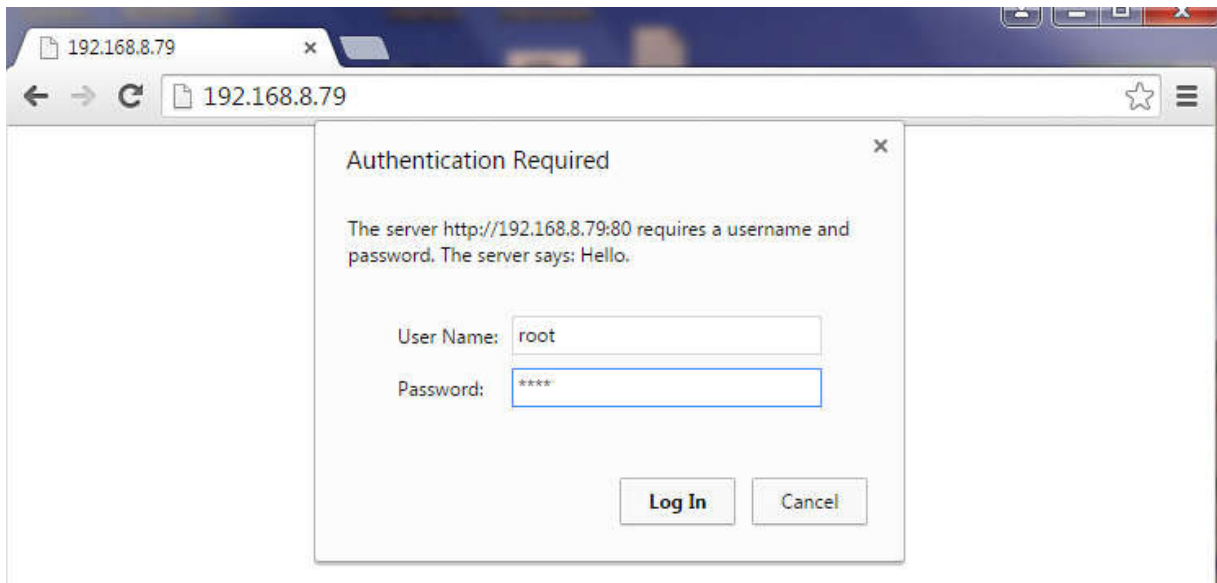 192.168.8.79
192.168.8.79
Authentication Required
The server http://192.168.8.79:80 requires a username and
password. The server says: Hello.
User Name: root
Password: ****
Log In Cancel